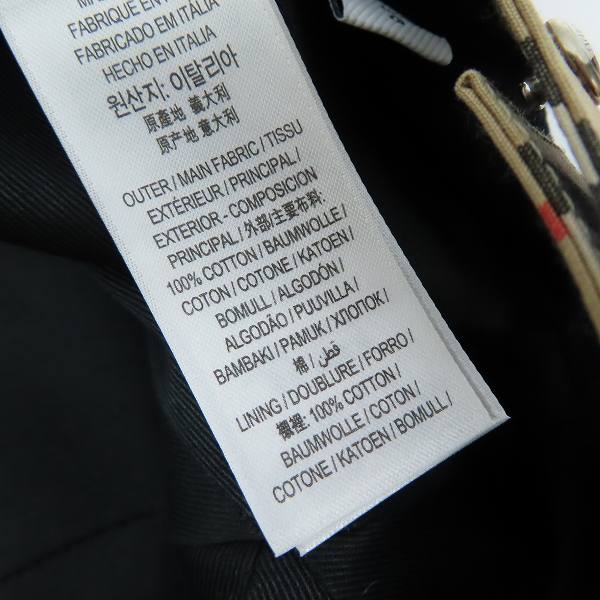 FABRIQUÉ EN ITALIE
FABRICADO EM ITÁLIA
HECHO EN ITALIA
원산지: 이탈리아
原產地 義大利
原产地 意大利
OUTER / MAIN FABRIC / TISSU
EXTÉRIEUR / PRINCIPAL /
EXTERIOR - COMPOSICION
PRINCIPAL / 外部/主要布料:
100% COTTON / BAUMWOLLE /
COTON / COTONE / KATOEN /
BOMULL / ALGODÓN /
ALGODÃO / PUUVILLA /
BAMBAKI / PAMUK / ХЛОПОК /
棉 / قطن /
LINING / DOUBLURE / FORRO /
襯裡: 100% COTTON /
BAUMWOLLE / COTON /
COTONE / KATOEN / BOMULL /